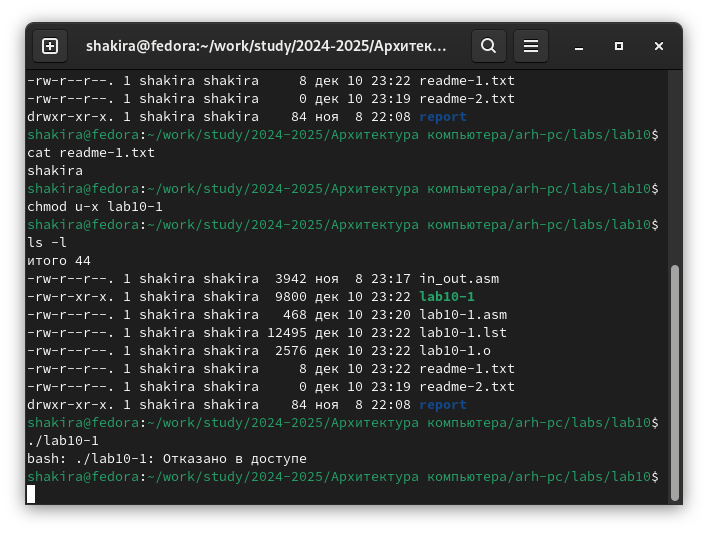 shakira@fedora:~/work/study/2024-2025/Архитек...
-rw-r--r--. 1 shakira shakira     8 дек 10 23:22 readme-1.txt
-rw-r--r--. 1 shakira shakira     0 дек 10 23:19 readme-2.txt
drwxr-xr-x. 1 shakira shakira    84 ноя  8 22:08 report
shakira@fedora:~/work/study/2024-2025/Архитектура компьютера/arh-pc/labs/lab10$
cat readme-1.txt
shakira
shakira@fedora:~/work/study/2024-2025/Архитектура компьютера/arh-pc/labs/lab10$
chmod u-x lab10-1
shakira@fedora:~/work/study/2024-2025/Архитектура компьютера/arh-pc/labs/lab10$
ls -l
итого 44
-rw-r--r--. 1 shakira shakira  3942 ноя  8 23:17 in_out.asm
-rw-r-xr-x. 1 shakira shakira  9800 дек 10 23:22 lab10-1
-rw-r--r--. 1 shakira shakira   468 дек 10 23:20 lab10-1.asm
-rw-r--r--. 1 shakira shakira 12495 дек 10 23:22 lab10-1.lst
-rw-r--r--. 1 shakira shakira  2576 дек 10 23:22 lab10-1.o
-rw-r--r--. 1 shakira shakira     8 дек 10 23:22 readme-1.txt
-rw-r--r--. 1 shakira shakira     0 дек 10 23:19 readme-2.txt
drwxr-xr-x. 1 shakira shakira    84 ноя  8 22:08 report
shakira@fedora:~/work/study/2024-2025/Архитектура компьютера/arh-pc/labs/lab10$
./lab10-1
bash: ./lab10-1: Отказано в доступе
shakira@fedora:~/work/study/2024-2025/Архитектура компьютера/arh-pc/labs/lab10$